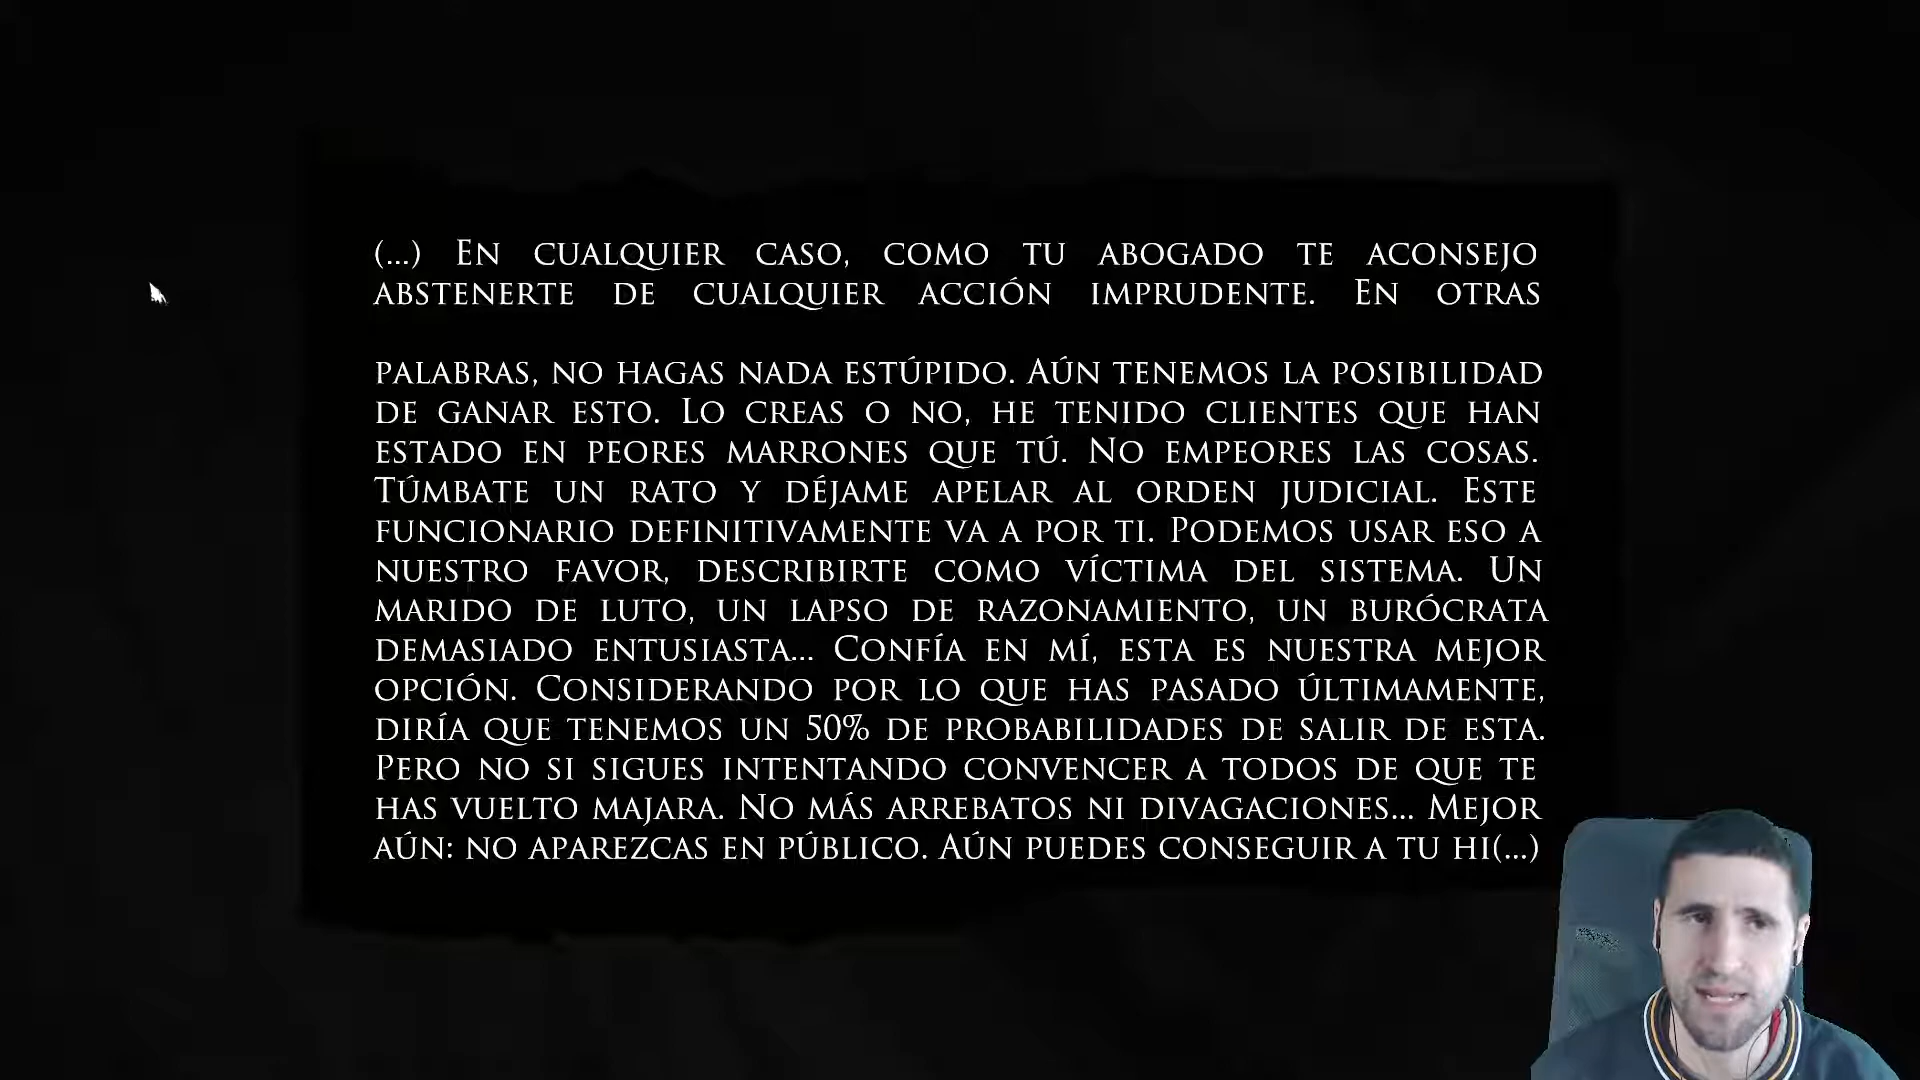 (...) En cualquier caso, como tu abogado te aconsejo
abstenerte de cualquier acción imprudente. En otras
palabras, no hagas nada estúpido. Aún tenemos la posibilidad
de ganar esto. Lo creas o no, he tenido clientes que han
estado en peores marrones que tú. No empeores las cosas.
Túmbate un rato y déjame apelar al orden judicial. Este
funcionario definitivamente va a por ti. Podemos usar eso a
nuestro favor, describirte como víctima del sistema. Un
marido de luto, un lapso de razonamiento, un burócrata
demasiado entusiasta... Confía en mí, esta es nuestra mejor
opción. Considerando por lo que has pasado últimamente,
diría que tenemos un 50% de probabilidades de salir de esta.
Pero no si sigues intentando convencer a todos de que te
has vuelto majara. No más arrebatos ni divagaciones... Mejor
aún: no aparezcas en público. Aún puedes conseguir a tu hi(...)